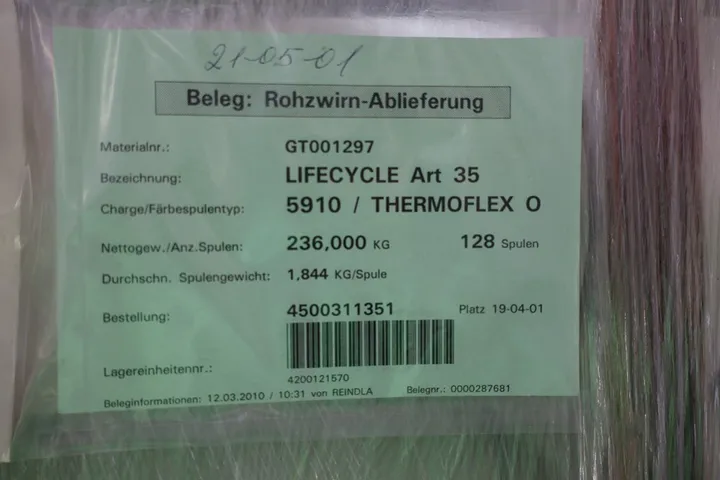 21-05-01
Beleg: Rohzwirn-Ablieferung
Materialnr.: GT001297
Bezeichnung: LIFECYCLE Art 35
Charge/Färbespulentyp: 5910 / THERMOFLEX O
Nettogew./Anz.Spulen: 236,000 KG 128 Spulen
Durchschn. Spulengewicht: 1,844 KG/Spule
Bestellung: 4500311351 Platz 19-04-01
Lagereinheitennr.: 4200121570
Beleginformationen: 12.03.2010 / 10:31 von REINDLA Belegnr.: 0000287681